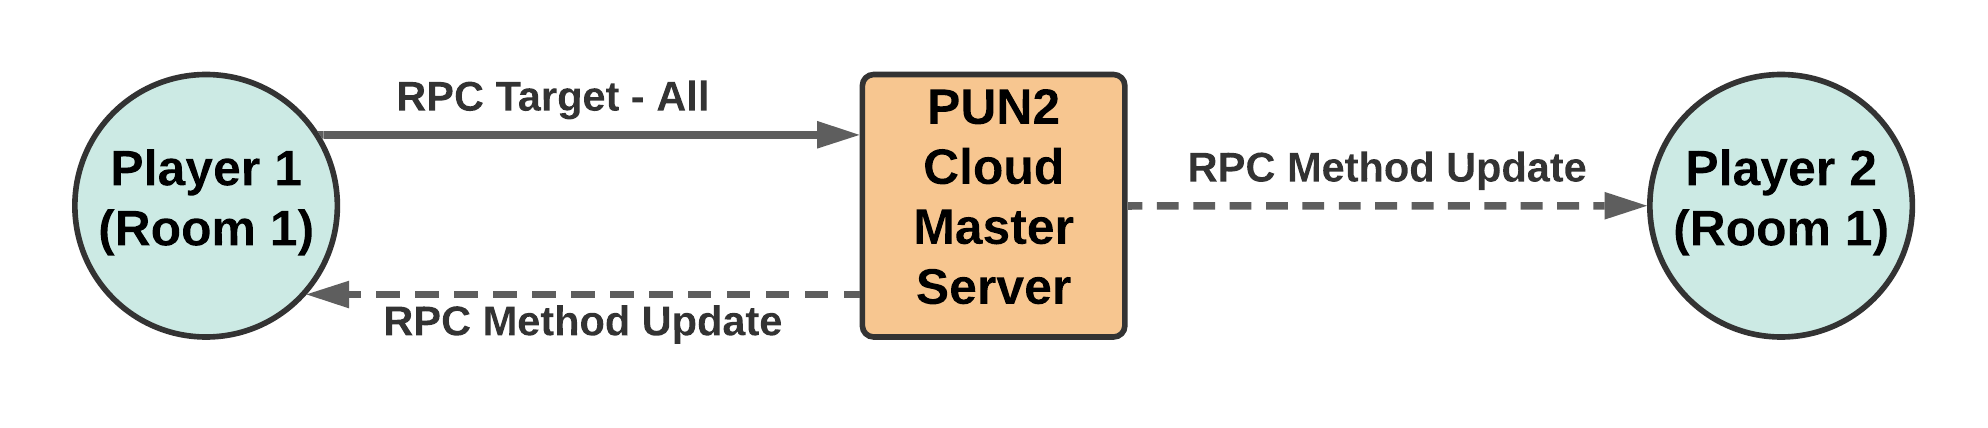 Player 1
(Room 1)
RPC Target - All
RPC Method Update
PUN2
Cloud
Master
Server
RPC Method Update
Player 2
(Room 1)